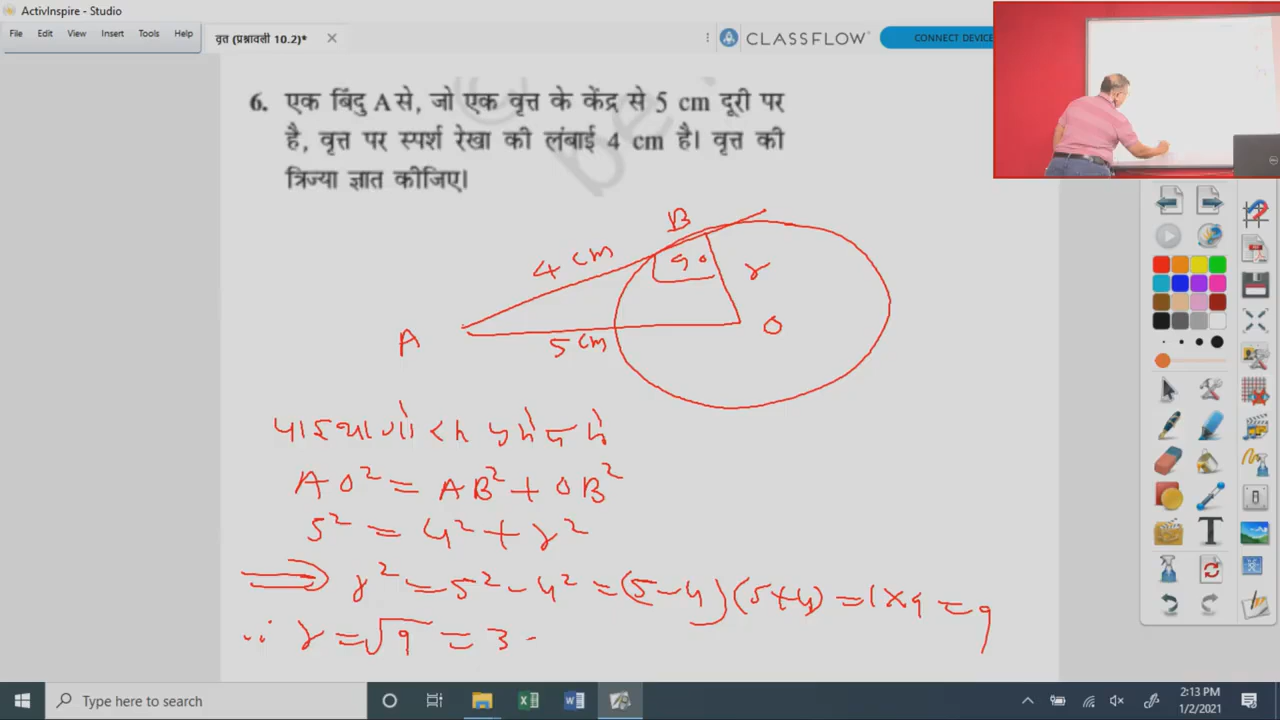 ActivInspire - Studio
File Edit View Insert Tools Help
वृत्त (प्रश्नावली 10.2)*
CLASSFLOW
CONNECT DEVICE
6. एक बिंदु A से, जो एक वृत्त के केंद्र से 5 cm दूरी पर
है, वृत्त पर स्पर्श रेखा की लंबाई 4 cm है। वृत्त की
त्रिज्या ज्ञात कीजिए।
B
4 cm
90
r
A
5 cm
O
AO² = AB² + OB²
5² = 4² + r²
⟹ r² = 5² - 4² = (5-4)(5+4) = 1×9 = 9
∴ r = √9 = 3
Type here to search
2:13 PM
1/2/2021